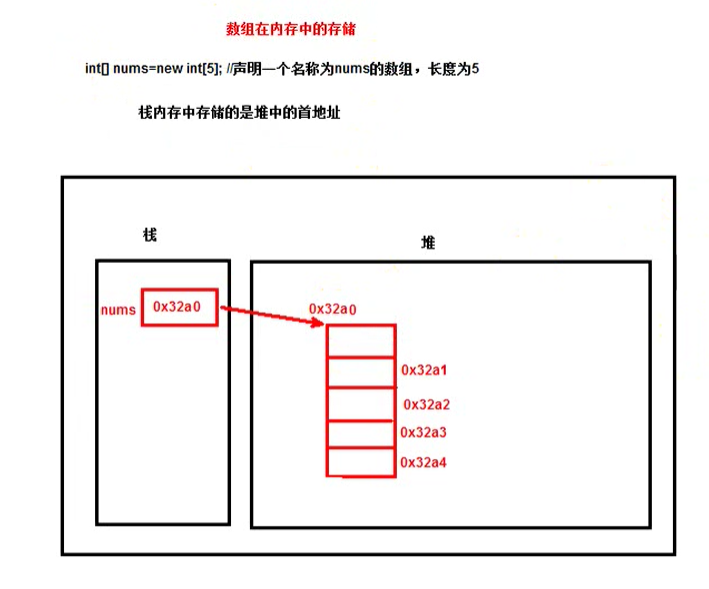 数组在内存中的存储
int[] nums=new int[5]; //声明一个名称为nums的数组，长度为5
栈内存中存储的是堆中的首地址
栈
堆
nums
0x32a0
0x32a0
0x32a1
0x32a2
0x32a3
0x32a4